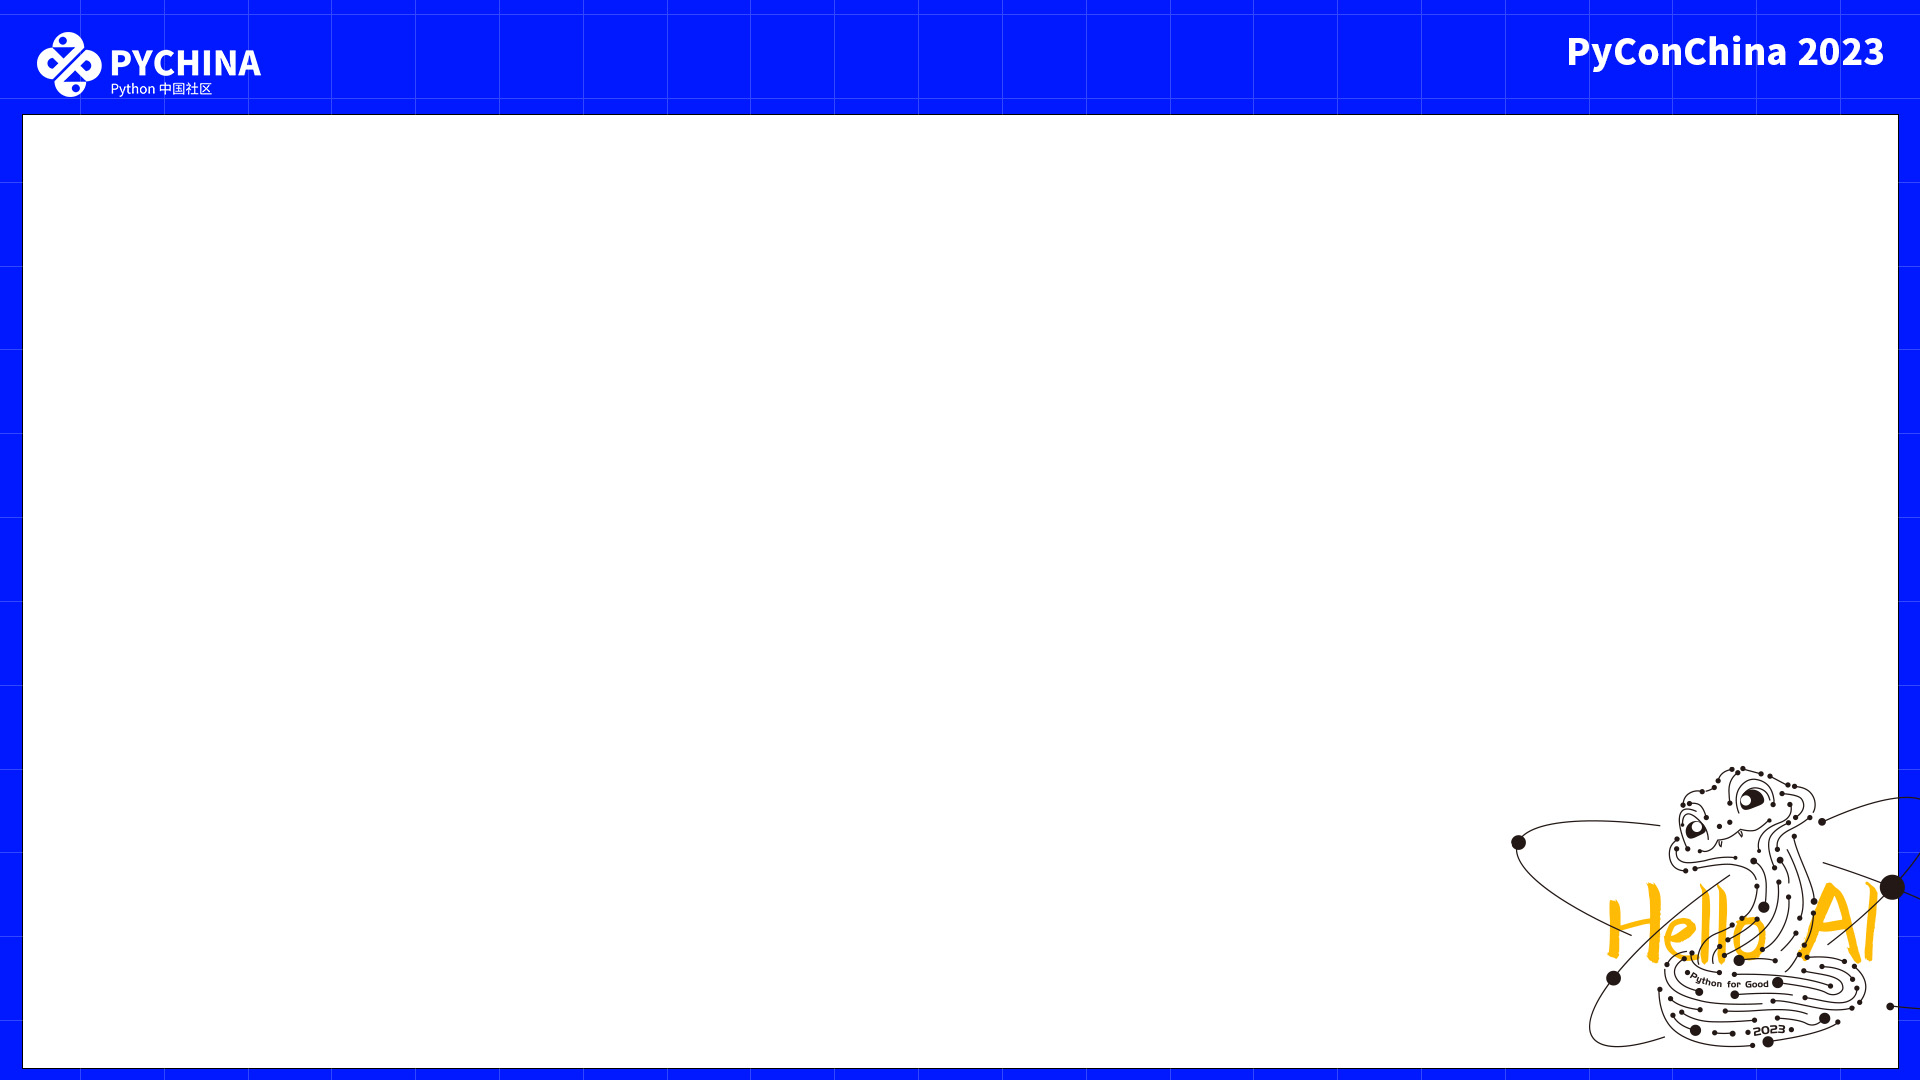 PYCHINA
Python 中国社区
PyConChina 2023
Hello AI
Python for Good
2023